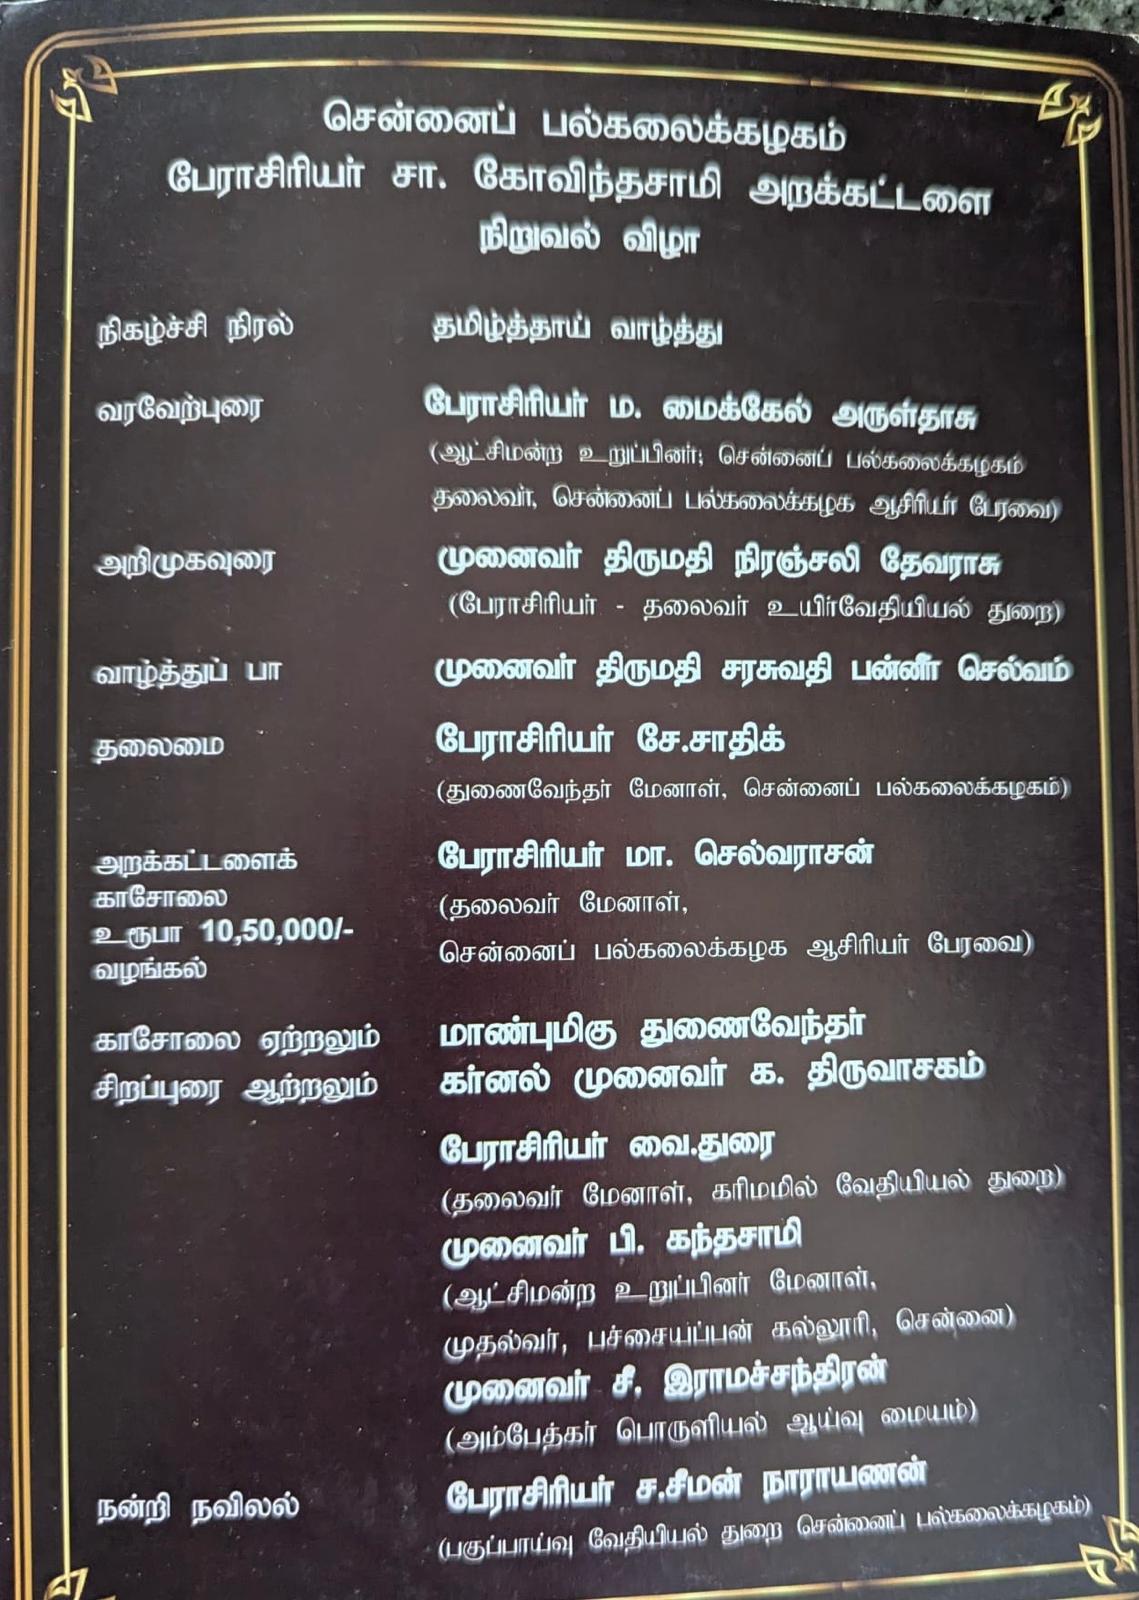 சென்னைப் பல்கலைக்கழகம்
பேராசிரியர் சா. கோவிந்தசாமி அறக்கட்டளை
நிறுவல் விழா
நிகழ்ச்சி நிரல் தமிழ்த்தாய் வாழ்த்து
வரவேற்புரை பேராசிரியர் ம. மைக்கேல் அருள்தாசு
(ஆட்சிமன்ற உறுப்பினர்; சென்னைப் பல்கலைக்கழகம்
தலைவர், சென்னைப் பல்கலைக்கழக ஆசிரியர் பேரவை)
அறிமுகவுரை முனைவர் திருமதி நிரஞ்சலி தேவராசு
(பேராசிரியர் - தலைவர் உயிர்வேதியியல் துறை)
வாழ்த்துப் பா முனைவர் திருமதி சரசுவதி பன்னீர் செல்வம்
தலைமை பேராசிரியர் சே.சாதிக்
(துணைவேந்தர் மேனாள், சென்னைப் பல்கலைக்கழகம்)
அறக்கட்டளைக் பேராசிரியர் மா. செல்வராசன்
காசோலை (தலைவர் மேனாள்,
உரூபா 10,50,000/- சென்னைப் பல்கலைக்கழக ஆசிரியர் பேரவை)
வழங்கல்
காசோலை ஏற்றலும் மாண்புமிகு துணைவேந்தர்
சிறப்புரை ஆற்றலும் கர்னல் முனைவர் க. திருவாசகம்
பேராசிரியர் வை.துரை
(தலைவர் மேனாள், கரிமமில் வேதியியல் துறை)
முனைவர் பி. கந்தசாமி
(ஆட்சிமன்ற உறுப்பினர் மேனாள்,
முதல்வர், பச்சையப்பன் கல்லூரி, சென்னை)
முனைவர் சீ. இராமச்சந்திரன்
(அம்பேத்கர் பொருளியல் ஆய்வு மையம்)
நன்றி நவிலல் பேராசிரியர் ச.சீமன் நாராயணன்
(பகுப்பாய்வு வேதியியல் துறை சென்னைப் பல்கலைக்கழகம்)